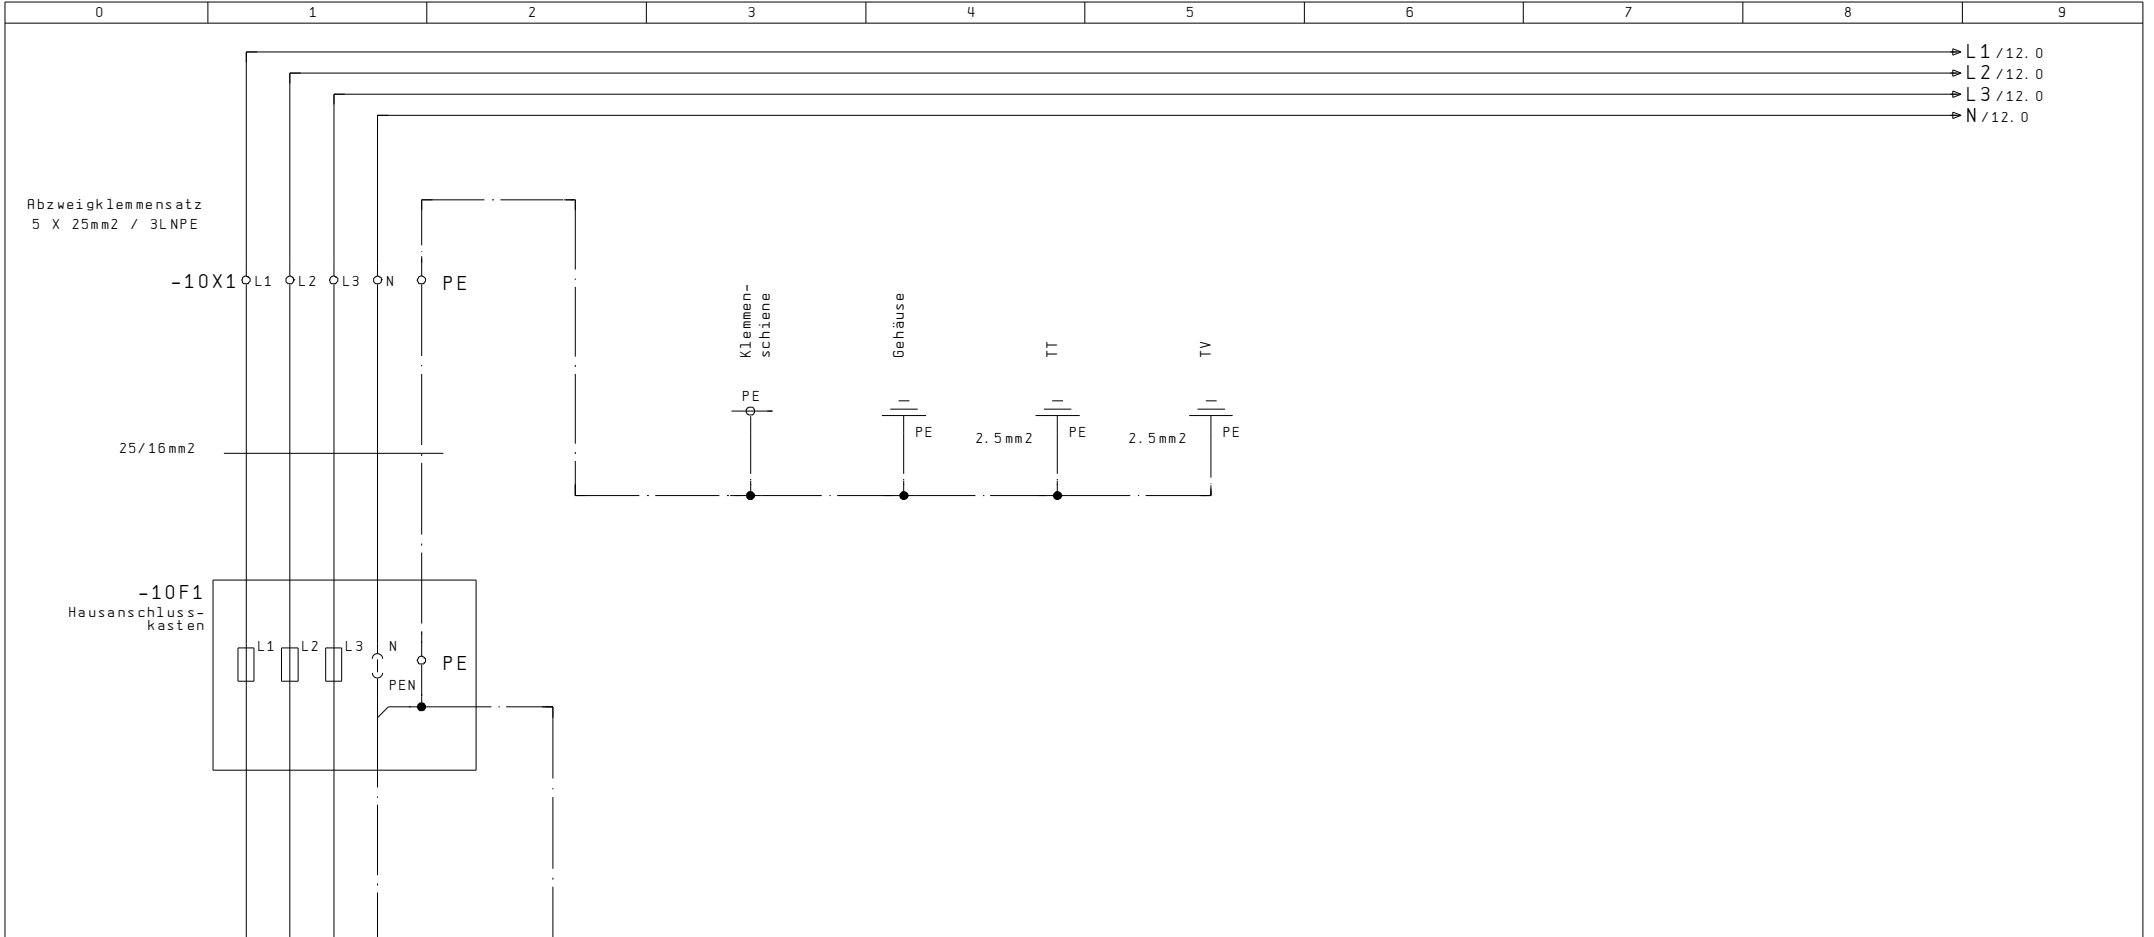 0 1 2 3 4 5 6 7 8 9
L1 /12.0
L2 /12.0
L3 /12.0
N /12.0
Abzweigklemmensatz
5 X 25mm2 / 3LNPE
-10X1 L1 L2 L3 N PE
Klemmen-
schiene
Gehäuse
TT
TV
PE
PE
2.5mm2 PE
2.5mm2 PE
25/16mm2
-10F1
Hausanschluss-
kasten
L1 L2 L3 N
PE
PEN